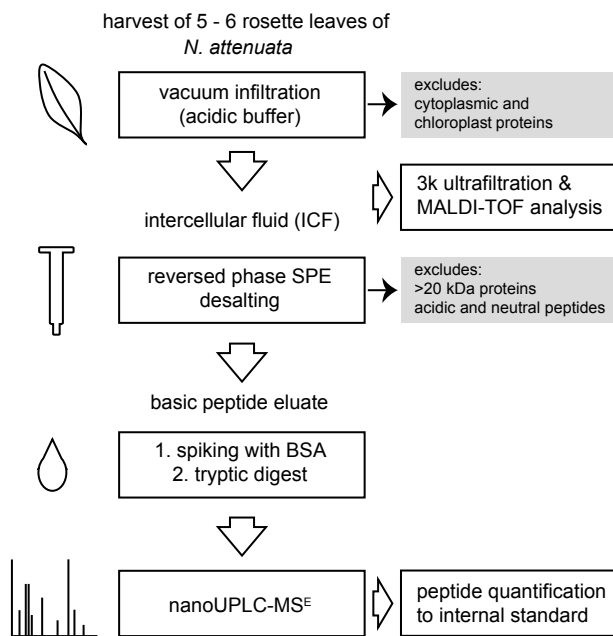 harvest of 5 - 6 rosette leaves of
N. attenuata
vacuum infiltration
(acidic buffer)
excludes:
cytoplasmic and
chloroplast proteins
3k ultrafiltration &
MALDI-TOF analysis
intercellular fluid (ICF)
reversed phase SPE
desalting
excludes:
>20 kDa proteins
acidic and neutral peptides
basic peptide eluate
1. spiking with BSA
2. tryptic digest
nanoUPLC-MSᴱ
peptide quantification
to internal standard